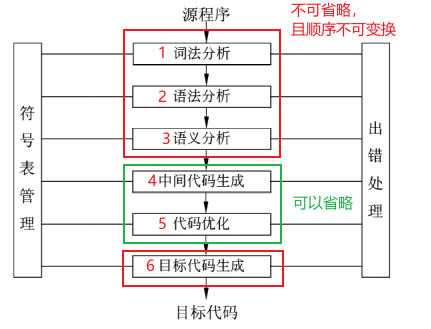 源程序
不可省略，
且顺序不可变换
1 词法分析
2 语法分析
3 语义分析
4 中间代码生成
5 代码优化
6 目标代码生成
符号表管理
出错处理
可以省略
目标代码